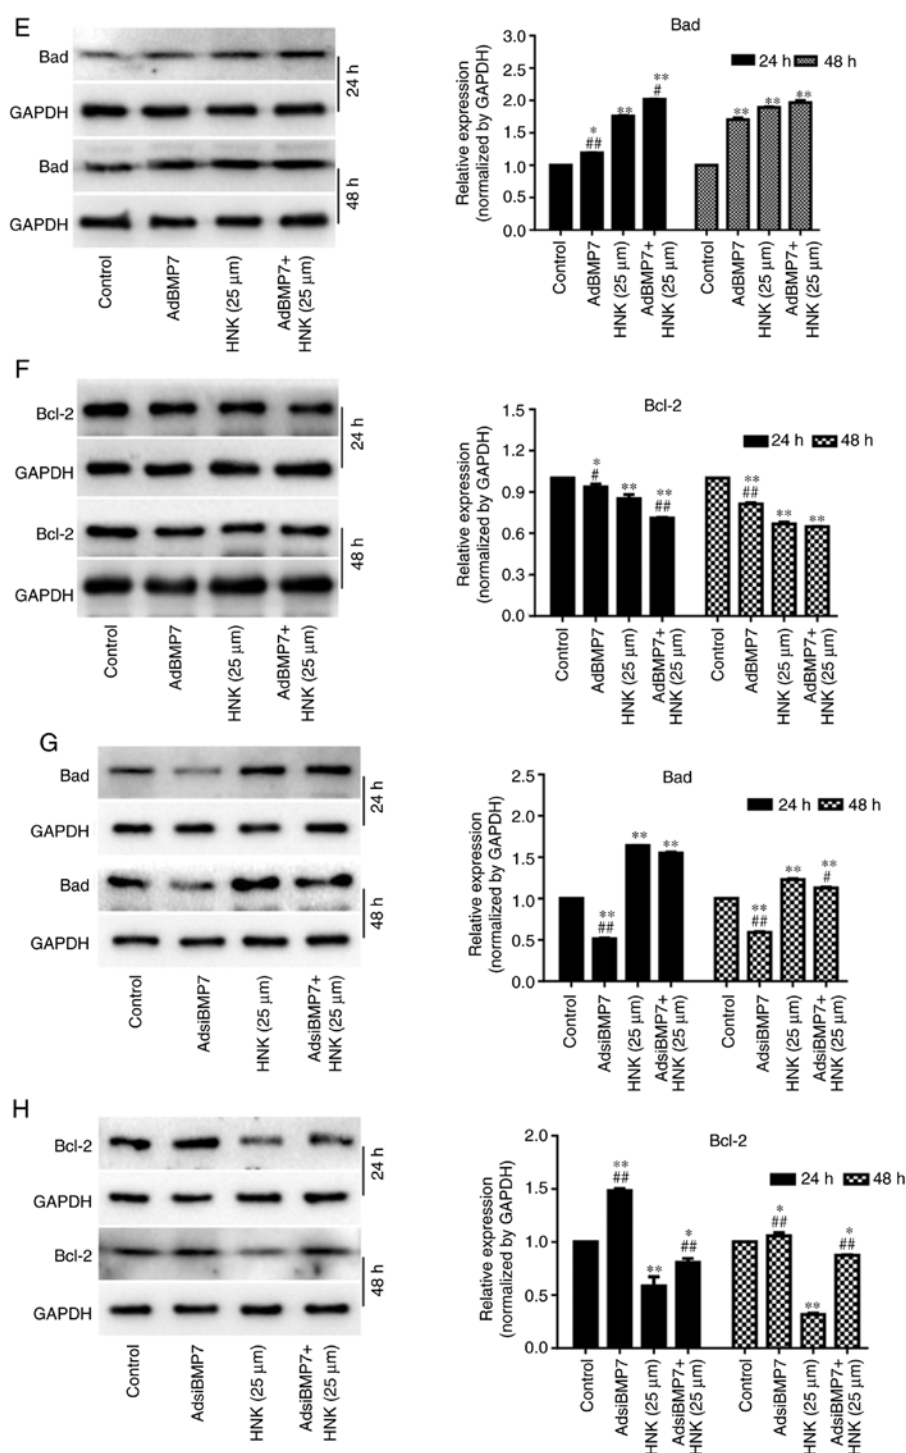 E
Bad
GAPDH
24 h
Bad
GAPDH
48 h
Control
AdBMP7
HNK (25 μm)
AdBMP7+
HNK (25 μm)
Bad
24 h
48 h
Relative expression
(normalized by GAPDH)
3.0
2.5
2.0
1.5
1.0
0.5
0.0
*
##
**
**
#
**
**
**
Control
AdBMP7
HNK (25 μm)
AdBMP7+
HNK (25 μm)
Control
AdBMP7
HNK (25 μm)
AdBMP7+
HNK (25 μm)
F
Bcl-2
GAPDH
24 h
Bcl-2
GAPDH
48 h
Control
AdBMP7
HNK (25 μm)
AdBMP7+
HNK (25 μm)
Bcl-2
24 h
48 h
Relative expression
(normalized by GAPDH)
1.5
0.9
0.6
0.3
0.0
*
#
**
**
##
**
##
**
**
Control
AdBMP7
HNK (25 μm)
AdBMP7+
HNK (25 μm)
Control
AdBMP7
HNK (25 μm)
AdBMP7+
HNK (25 μm)
G
Bad
GAPDH
24 h
Bad
GAPDH
48 h
Control
AdsiBMP7
HNK (25 μm)
AdsiBMP7+
HNK (25 μm)
Bad
24 h
48 h
Relative expression
(normalized by GAPDH)
2.5
1.5
1.0
0.5
0.0
**
##
**
**
**
##
**
**
#
Control
AdsiBMP7
HNK (25 μm)
AdsiBMP7+
HNK (25 μm)
Control
AdsiBMP7
HNK (25 μm)
AdsiBMP7+
HNK (25 μm)
H
Bcl-2
GAPDH
24 h
Bcl-2
GAPDH
48 h
Control
AdsiBMP7
HNK (25 μm)
AdsiBMP7+
HNK (25 μm)
Bcl-2
24 h
48 h
Relative expression
(normalized by GAPDH)
2.0
1.5
1.0
0.5
0.0
**
##
**
*
##
*
##
**
*
##
Control
AdsiBMP7
HNK (25 μm)
AdsiBMP7+
HNK (25 μm)
Control
AdsiBMP7
HNK (25 μm)
AdsiBMP7+
HNK (25 μm)